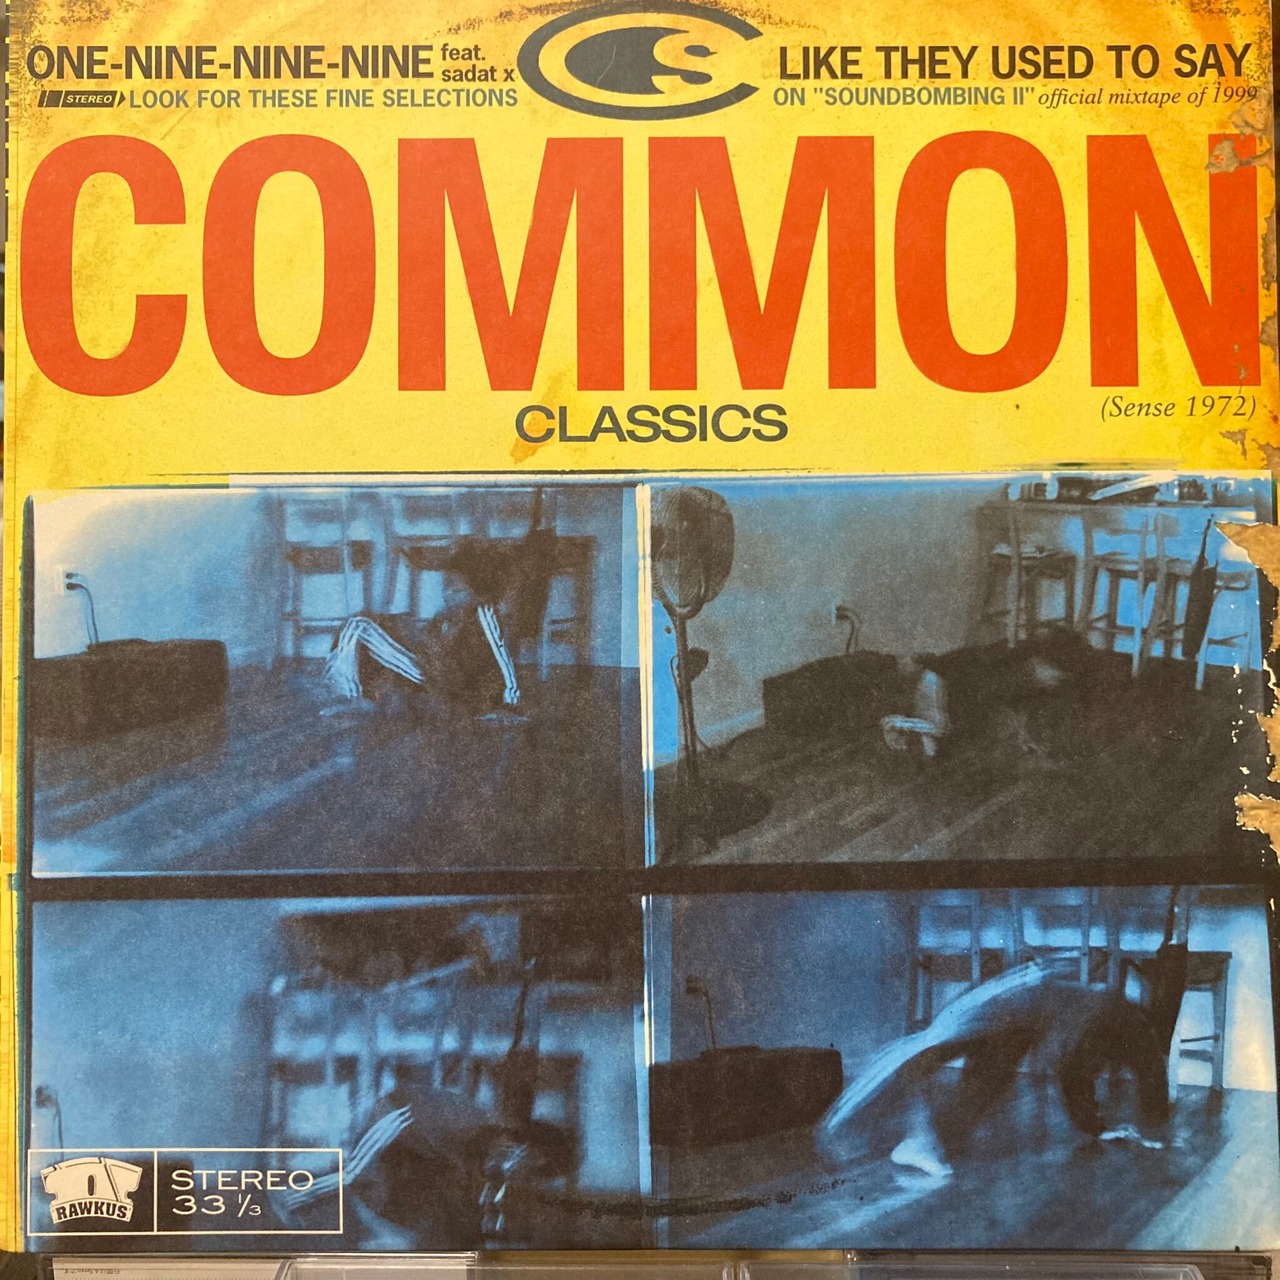 ONE-NINE-NINE-NINE feat. sadat x
LIKE THEY USED TO SAY
STEREO LOOK FOR THESE FINE SELECTIONS
ON "SOUNDBOMBING II" official mixtape of 1999
CS
COMMON
(Sense 1972)
CLASSICS
RAWKUS
STEREO
33 1/3